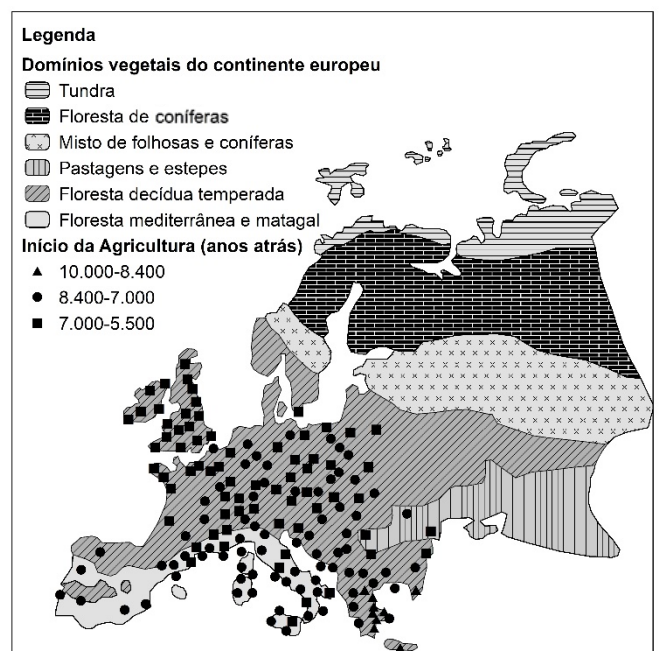 Legenda
Domínios vegetais do continente europeu
Tundra
Floresta de coníferas
Misto de folhosas e coníferas
Pastagens e estepes
Floresta decídua temperada
Floresta mediterrânea e matagal
Início da Agricultura (anos atrás)
10.000-8.400
8.400-7.000
7.000-5.500